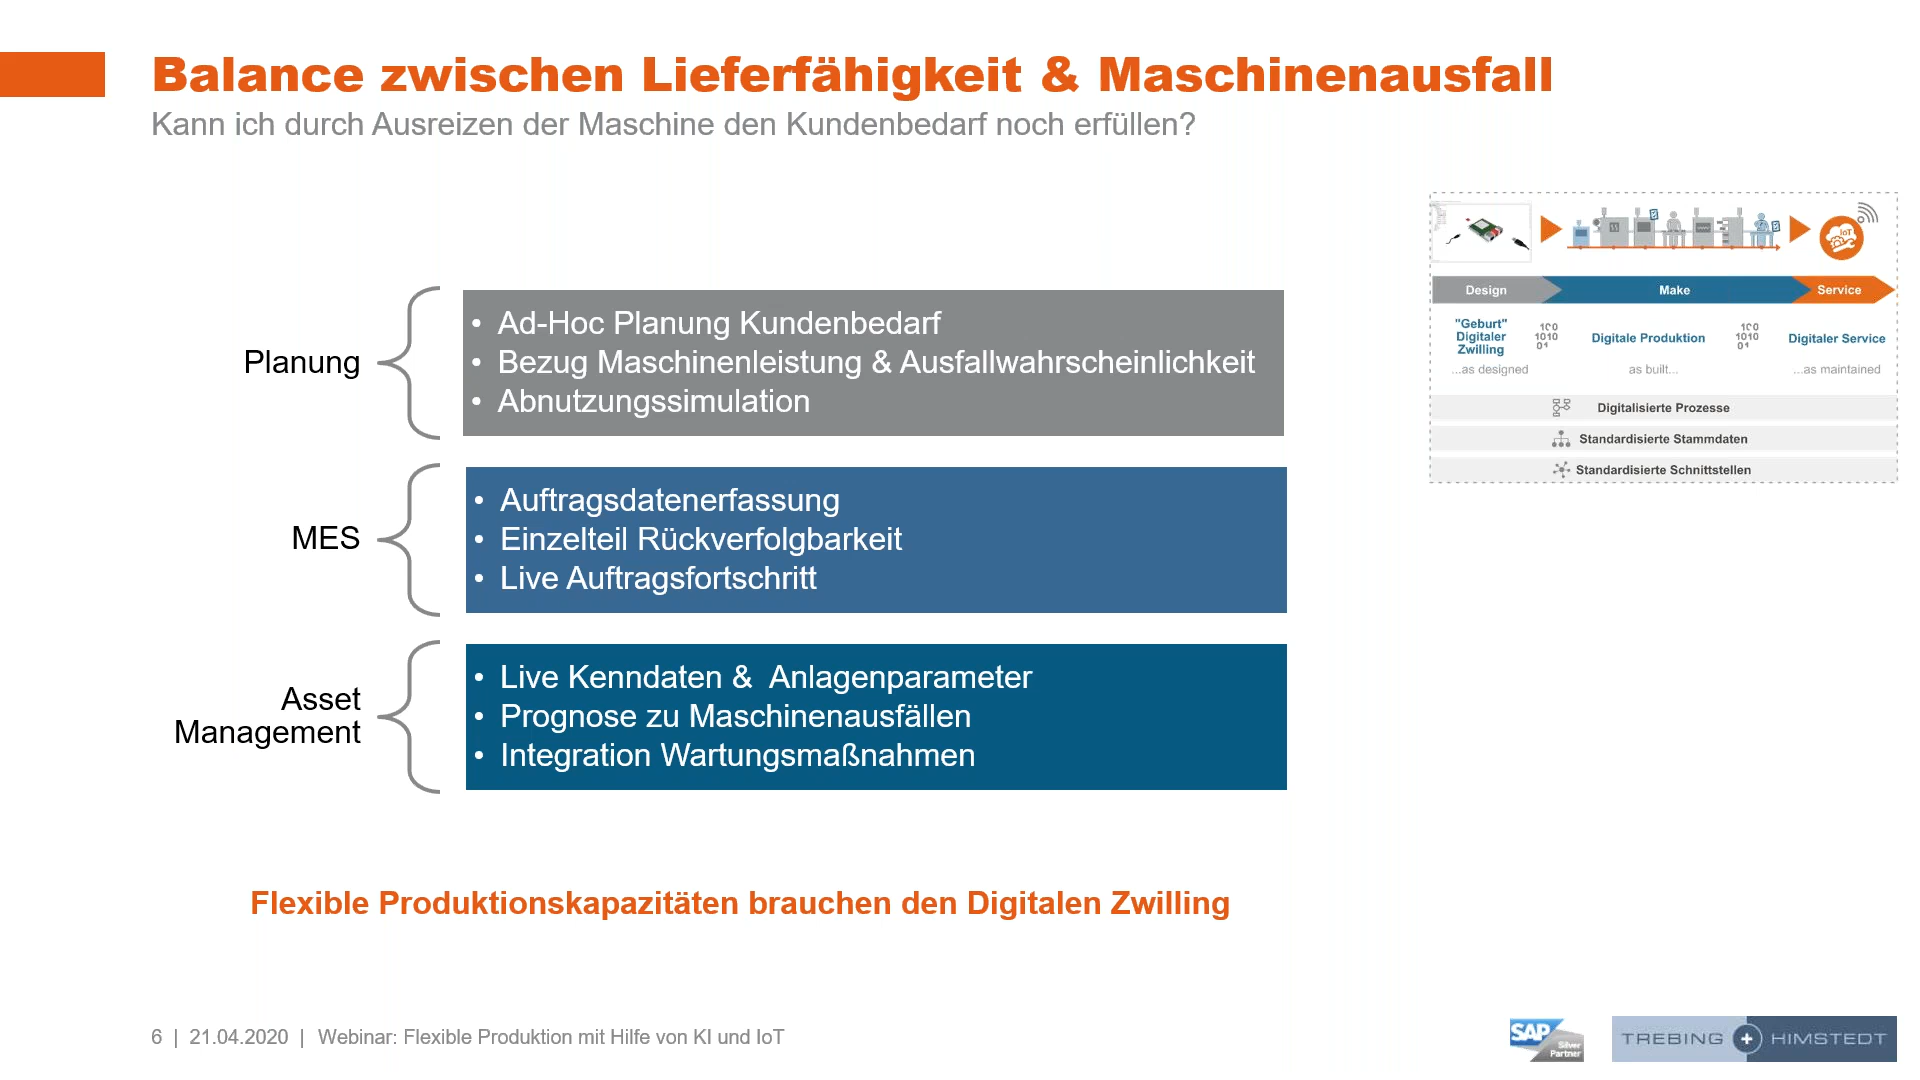 Balance zwischen Lieferfähigkeit & Maschinenausfall
Kann ich durch Ausreizen der Maschine den Kundenbedarf noch erfüllen?
Planung
• Ad-Hoc Planung Kundenbedarf
• Bezug Maschinenleistung & Ausfallwahrscheinlichkeit
• Abnutzungssimulation
MES
• Auftragsdatenerfassung
• Einzelteil Rückverfolgbarkeit
• Live Auftragsfortschritt
Asset
Management
• Live Kenndaten & Anlagenparameter
• Prognose zu Maschinenausfällen
• Integration Wartungsmaßnahmen
Flexible Produktionskapazitäten brauchen den Digitalen Zwilling
IoT
Design
Make
Service
"Geburt"
Digitaler
Zwilling
100
1010
01
Digitale Produktion
100
1010
01
Digitaler Service
...as designed
as built...
...as maintained
Digitalisierte Prozesse
Standardisierte Stammdaten
Standardisierte Schnittstellen
6 | 21.04.2020 | Webinar: Flexible Produktion mit Hilfe von KI und IoT
SAP
Silver
Partner
TREBING + HIMSTEDT